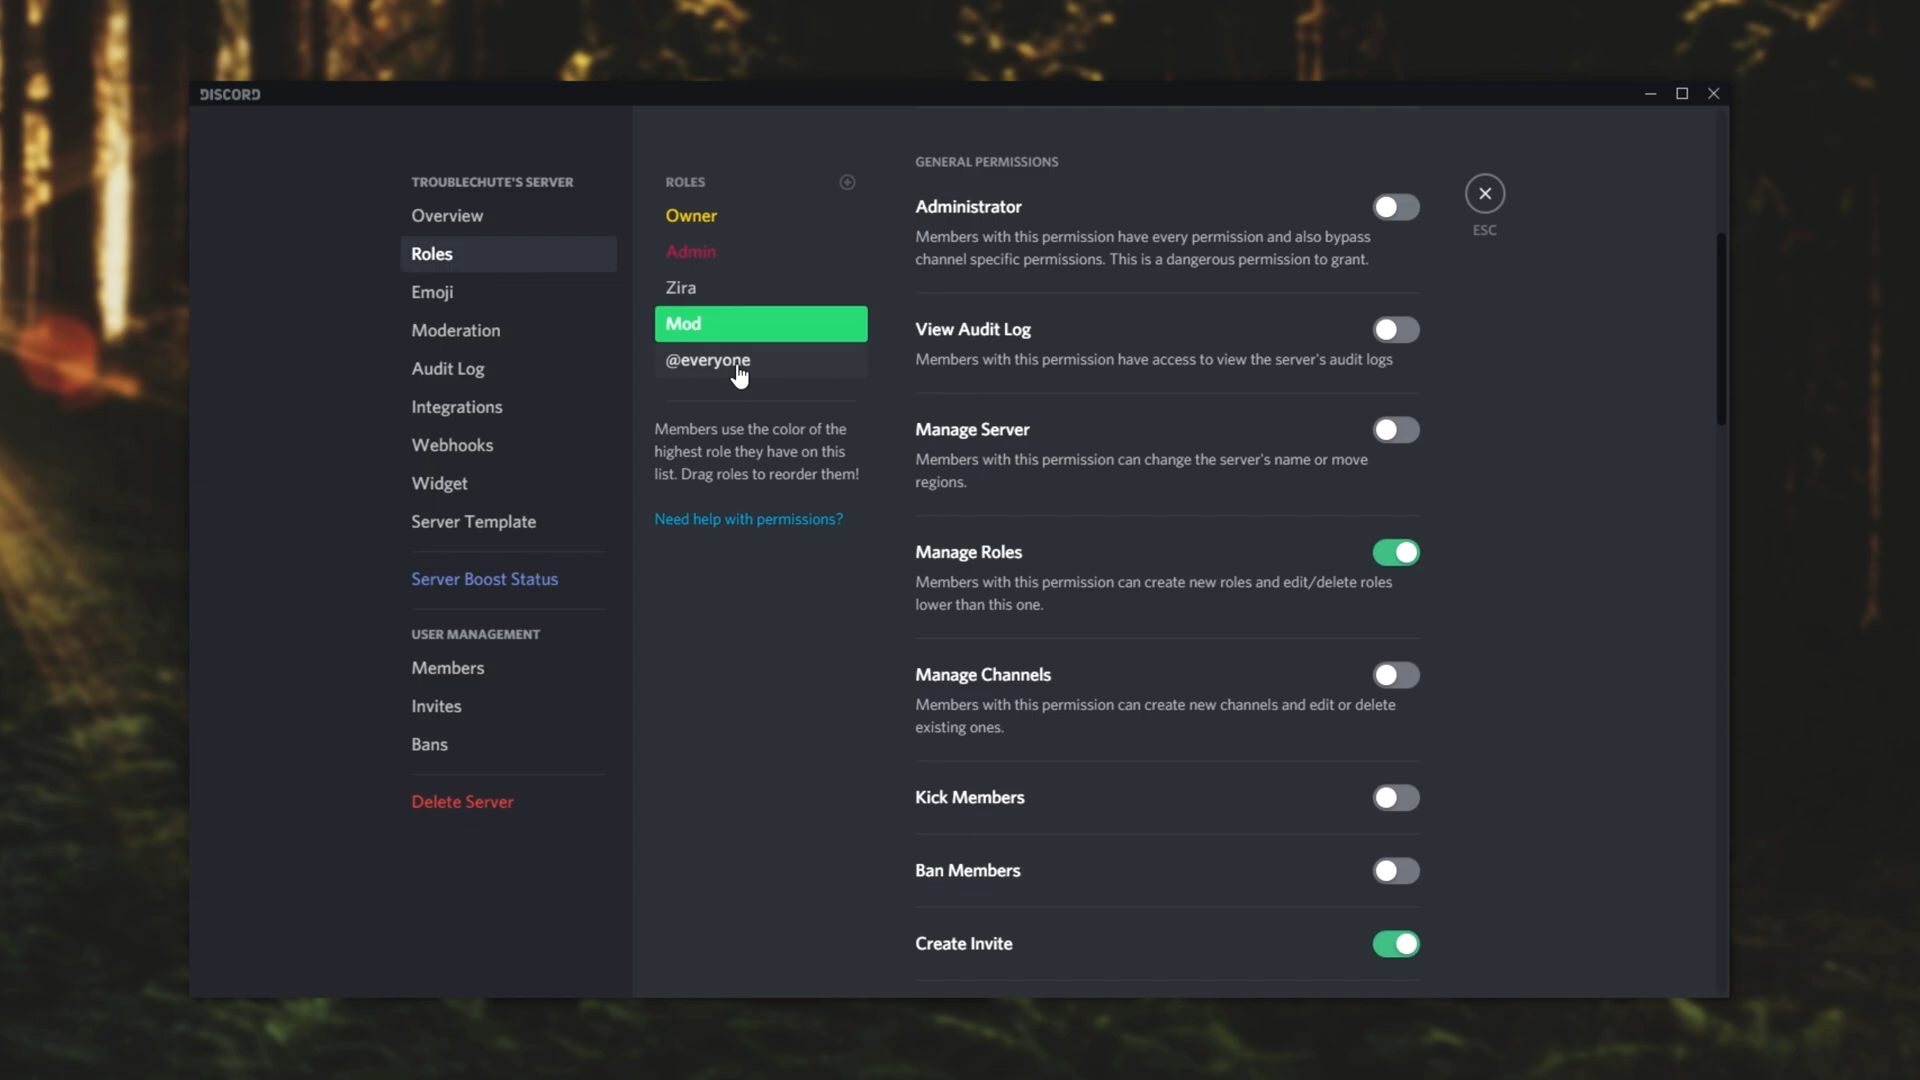 DISCORD
TROUBLECHUTE'S SERVER
Overview
Roles
Emoji
Moderation
Audit Log
Integrations
Webhooks
Widget
Server Template
Server Boost Status
USER MANAGEMENT
Members
Invites
Bans
Delete Server
ROLES
Owner
Admin
Zira
Mod
@everyone
Members use the color of the
highest role they have on this
list. Drag roles to reorder them!
Need help with permissions?
GENERAL PERMISSIONS
Administrator
Members with this permission have every permission and also bypass
channel specific permissions. This is a dangerous permission to grant.
View Audit Log
Members with this permission have access to view the server's audit logs
Manage Server
Members with this permission can change the server's name or move
regions.
Manage Roles
Members with this permission can create new roles and edit/delete roles
lower than this one.
Manage Channels
Members with this permission can create new channels and edit or delete
existing ones.
Kick Members
Ban Members
Create Invite
ESC